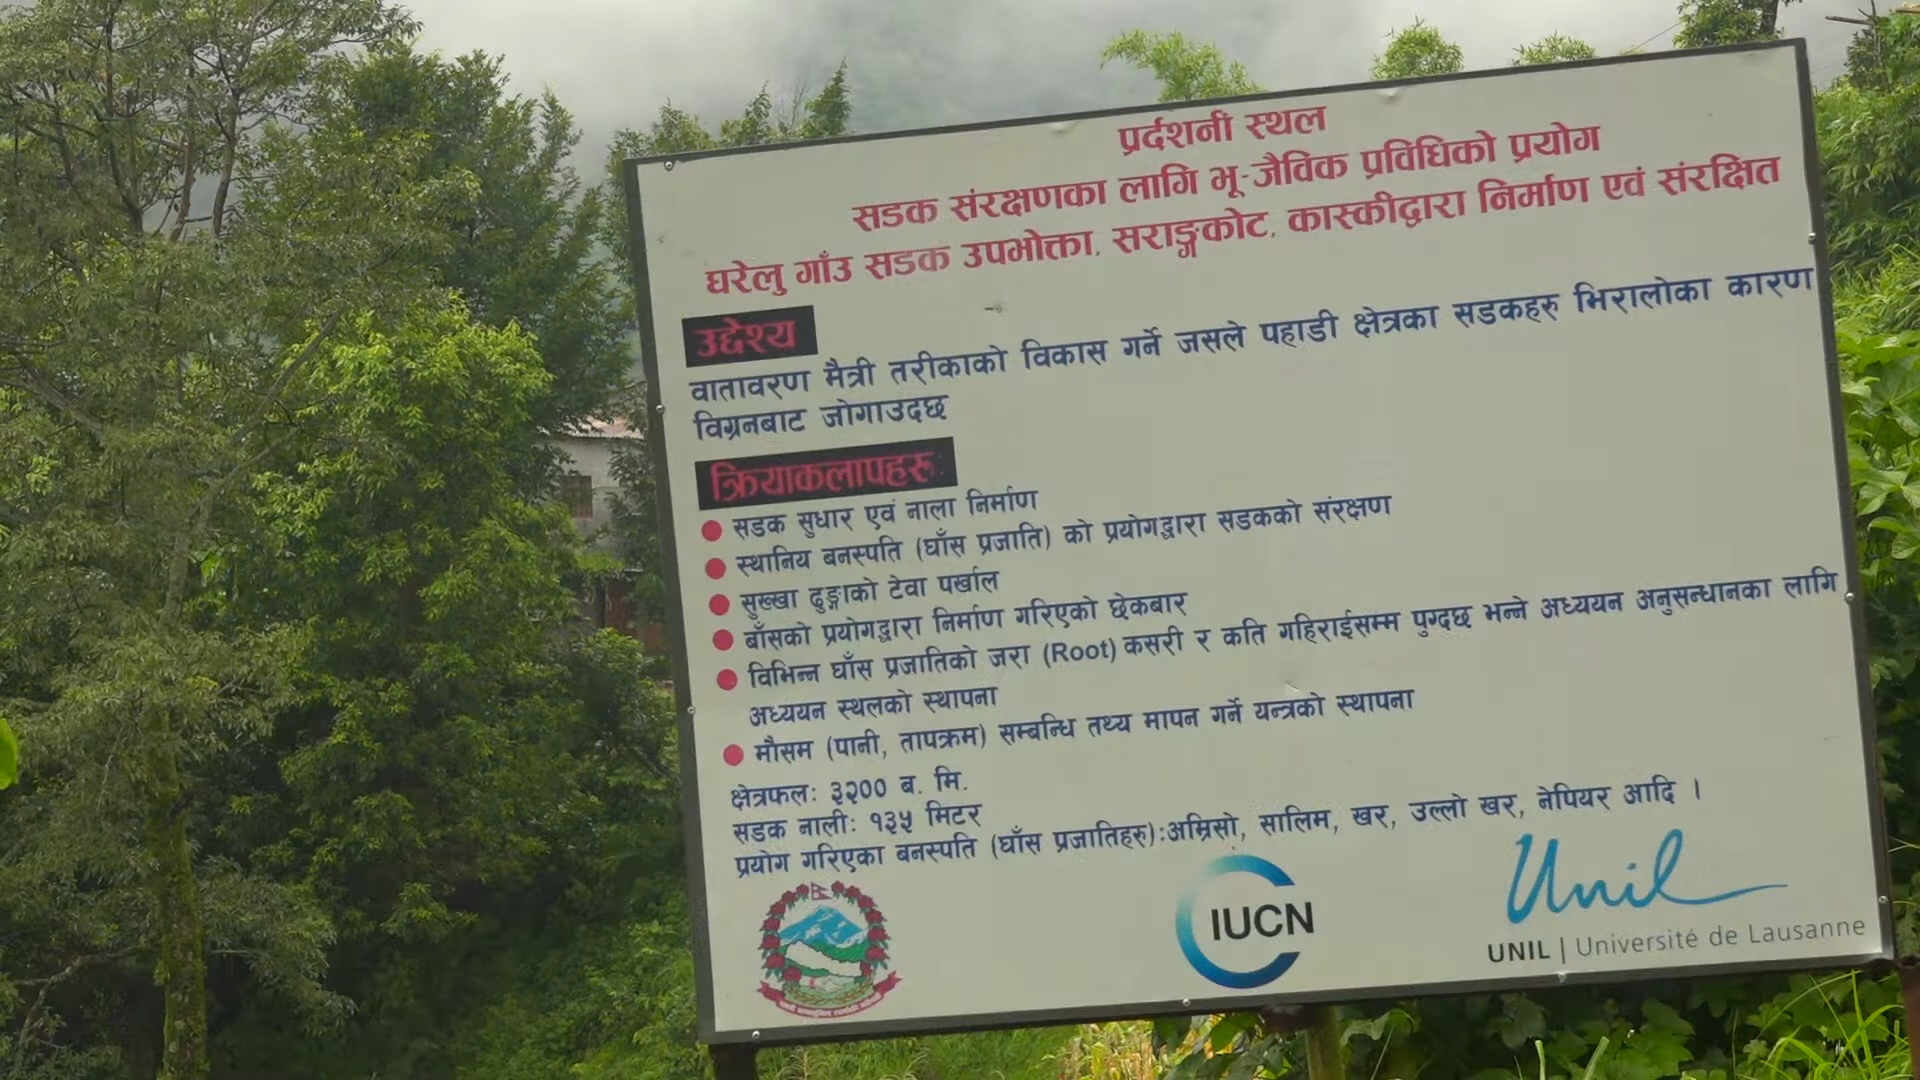 प्रर्दशनी स्थल
सडक संरक्षणका लागि भू-जैविक प्रविधिको प्रयोग
घरेलु गाँउ सडक उपभोक्ता, सराङ्गकोट, कास्कीद्वारा निर्माण एवं संरक्षित
उद्देश्य
वातावरण मैत्री तरीकाको विकास गर्ने जसले पहाडी क्षेत्रका सडकहरु भिरालोका कारण
विग्रनबाट जोगाउदछ
क्रियाकलापहरुः
सडक सुधार एवं नाला निर्माण
स्थानिय बनस्पति (घाँस प्रजाति) को प्रयोगद्धारा सडकको संरक्षण
सुख्खा ढुङ्गाको टेवा पर्खाल
बाँसको प्रयोगद्धारा निर्माण गरिएको छेकबार
विभिन्न घाँस प्रजातिको जरा (Root) कसरी र कति गहिराईसम्म पुग्दछ भन्ने अध्ययन अनुसन्धानका लागि
अध्ययन स्थलको स्थापना
मौसम (पानी, तापक्रम) सम्बन्धि तथ्य मापन गर्ने यन्त्रको स्थापना
क्षेत्रफलः ३२०० ब. मि.
सडक नालीः १३५ मिटर
प्रयोग गरिएका बनस्पति (घाँस प्रजातिहरु):अम्रिसो, सालिम, खर, उल्लो खर, नेपियर आदि ।
IUCN
Unil
UNIL | Université de Lausanne